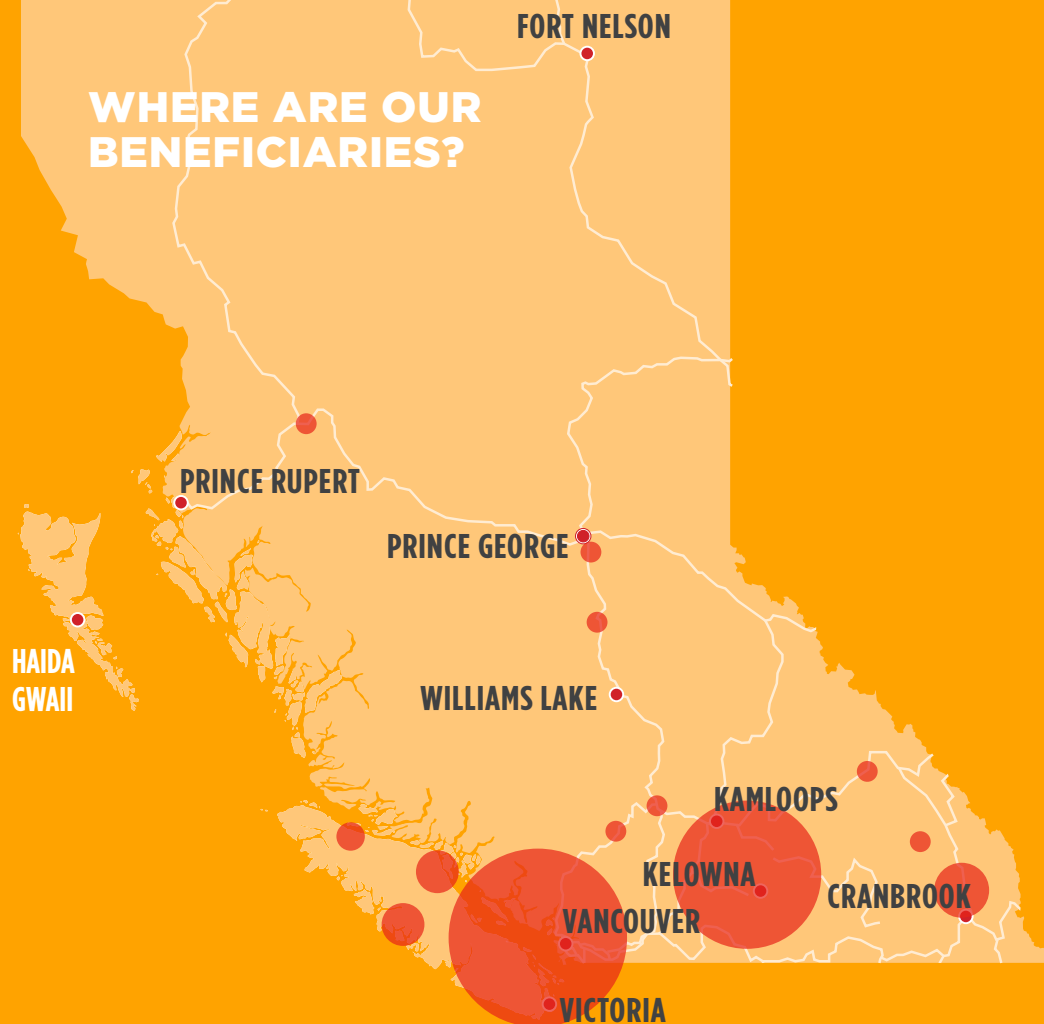 FORT NELSON
WHERE ARE OUR
BENEFICIARIES?
PRINCE RUPERT
PRINCE GEORGE
HAIDA
GWAII
WILLIAMS LAKE
KAMLOOPS
KELOWNA
CRANBROOK
VANCOUVER
VICTORIA